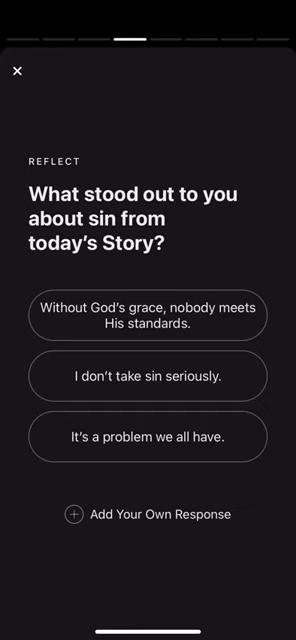 REFLECT
What stood out to you
about sin from
today’s Story?
Without God’s grace, nobody meets
His standards.
I don’t take sin seriously.
It’s a problem we all have.
Add Your Own Response